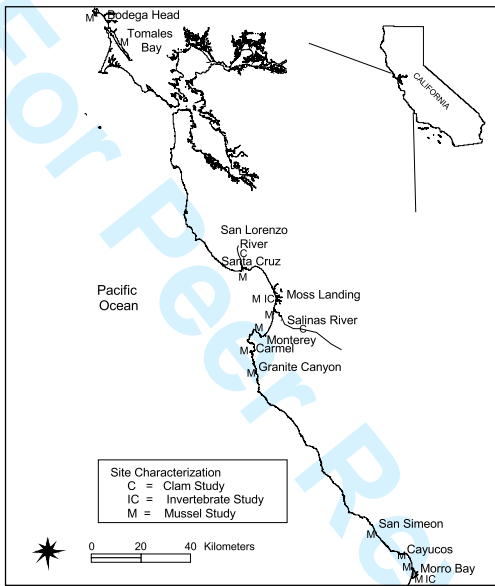 For Peer Re
M
Bodega Head
Tomales
M
Bay
CALIFORNIA
San Lorenzo
River
C
Santa Cruz
M
Pacific
Ocean
M IC
Moss Landing
M
Salinas River
C
M
Monterey
M
Carmel
Granite Canyon
M
Site Characterization
C = Clam Study
IC = Invertebrate Study
M = Mussel Study
0 20 40 Kilometers
San Simeon
M
Cayucos
M
M
Morro Bay
M IC